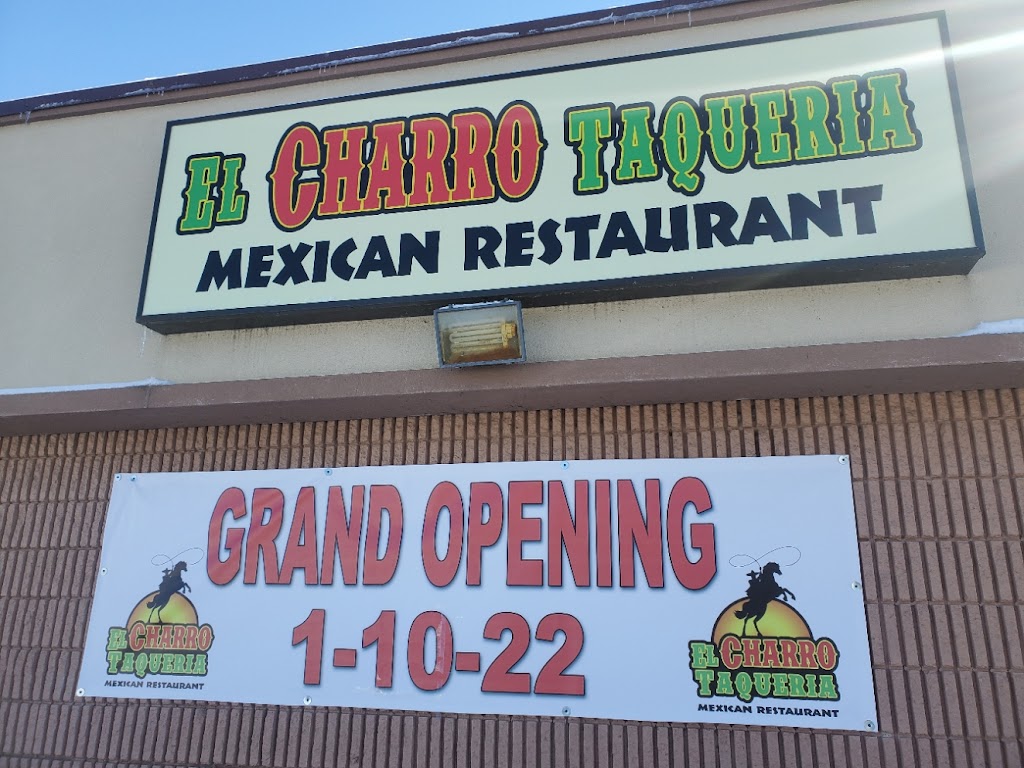 EL CHARRO TAQUERIA
MEXICAN RESTAURANT
GRAND OPENING
1-10-22
EL CHARRO
TAQUERIA
MEXICAN RESTAURANT
EL CHARRO
TAQUERIA
MEXICAN RESTAURANT